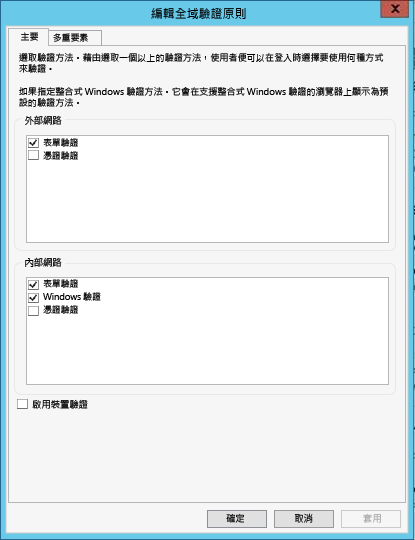 編輯全域驗證原則
x
主要
多重要素
選取驗證方法。藉由選取一個以上的驗證方法，使用者便可以在登入時選擇要使用何種方式
來驗證。
如果指定整合式 Windows 驗證方法。它會在支援整合式 Windows 驗證的瀏覽器上顯示為預
設的驗證方法。
外部網路
表單驗證
憑證驗證
內部網路
表單驗證
Windows 驗證
憑證驗證
啟用裝置驗證
確定
取消
套用